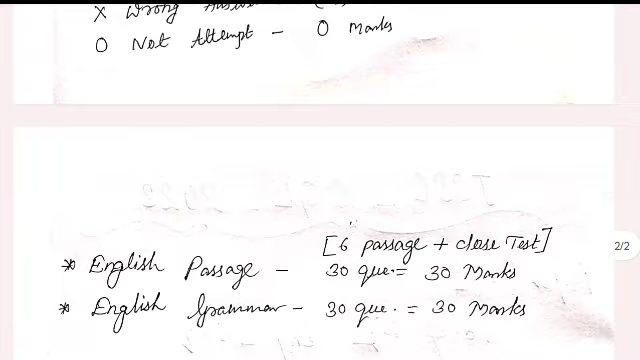 x Wrong
O Not Attempt - O Marks
2/2
[6 passage + close Test]
* English Passage - 30 que. = 30 Marks
* English Grammar - 30 que. = 30 Marks